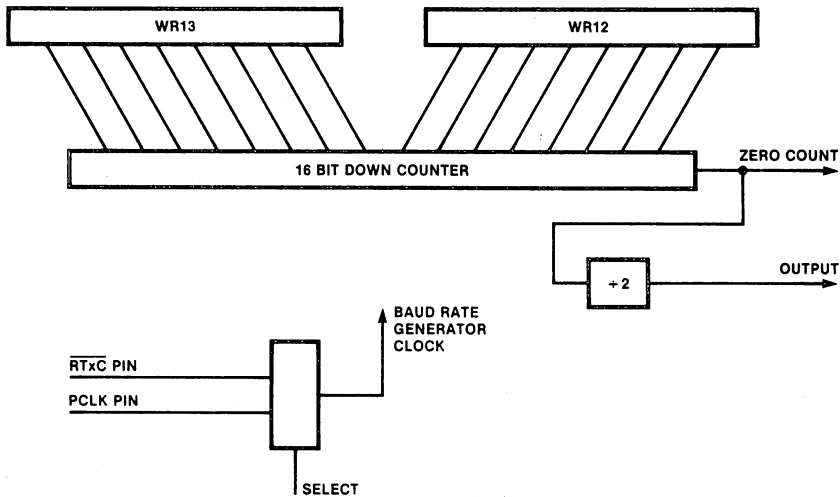 WR13
WR12
16 BIT DOWN COUNTER
ZERO COUNT
÷2
OUTPUT
BAUD RATE
GENERATOR
CLOCK
RTxC PIN
PCLK PIN
SELECT